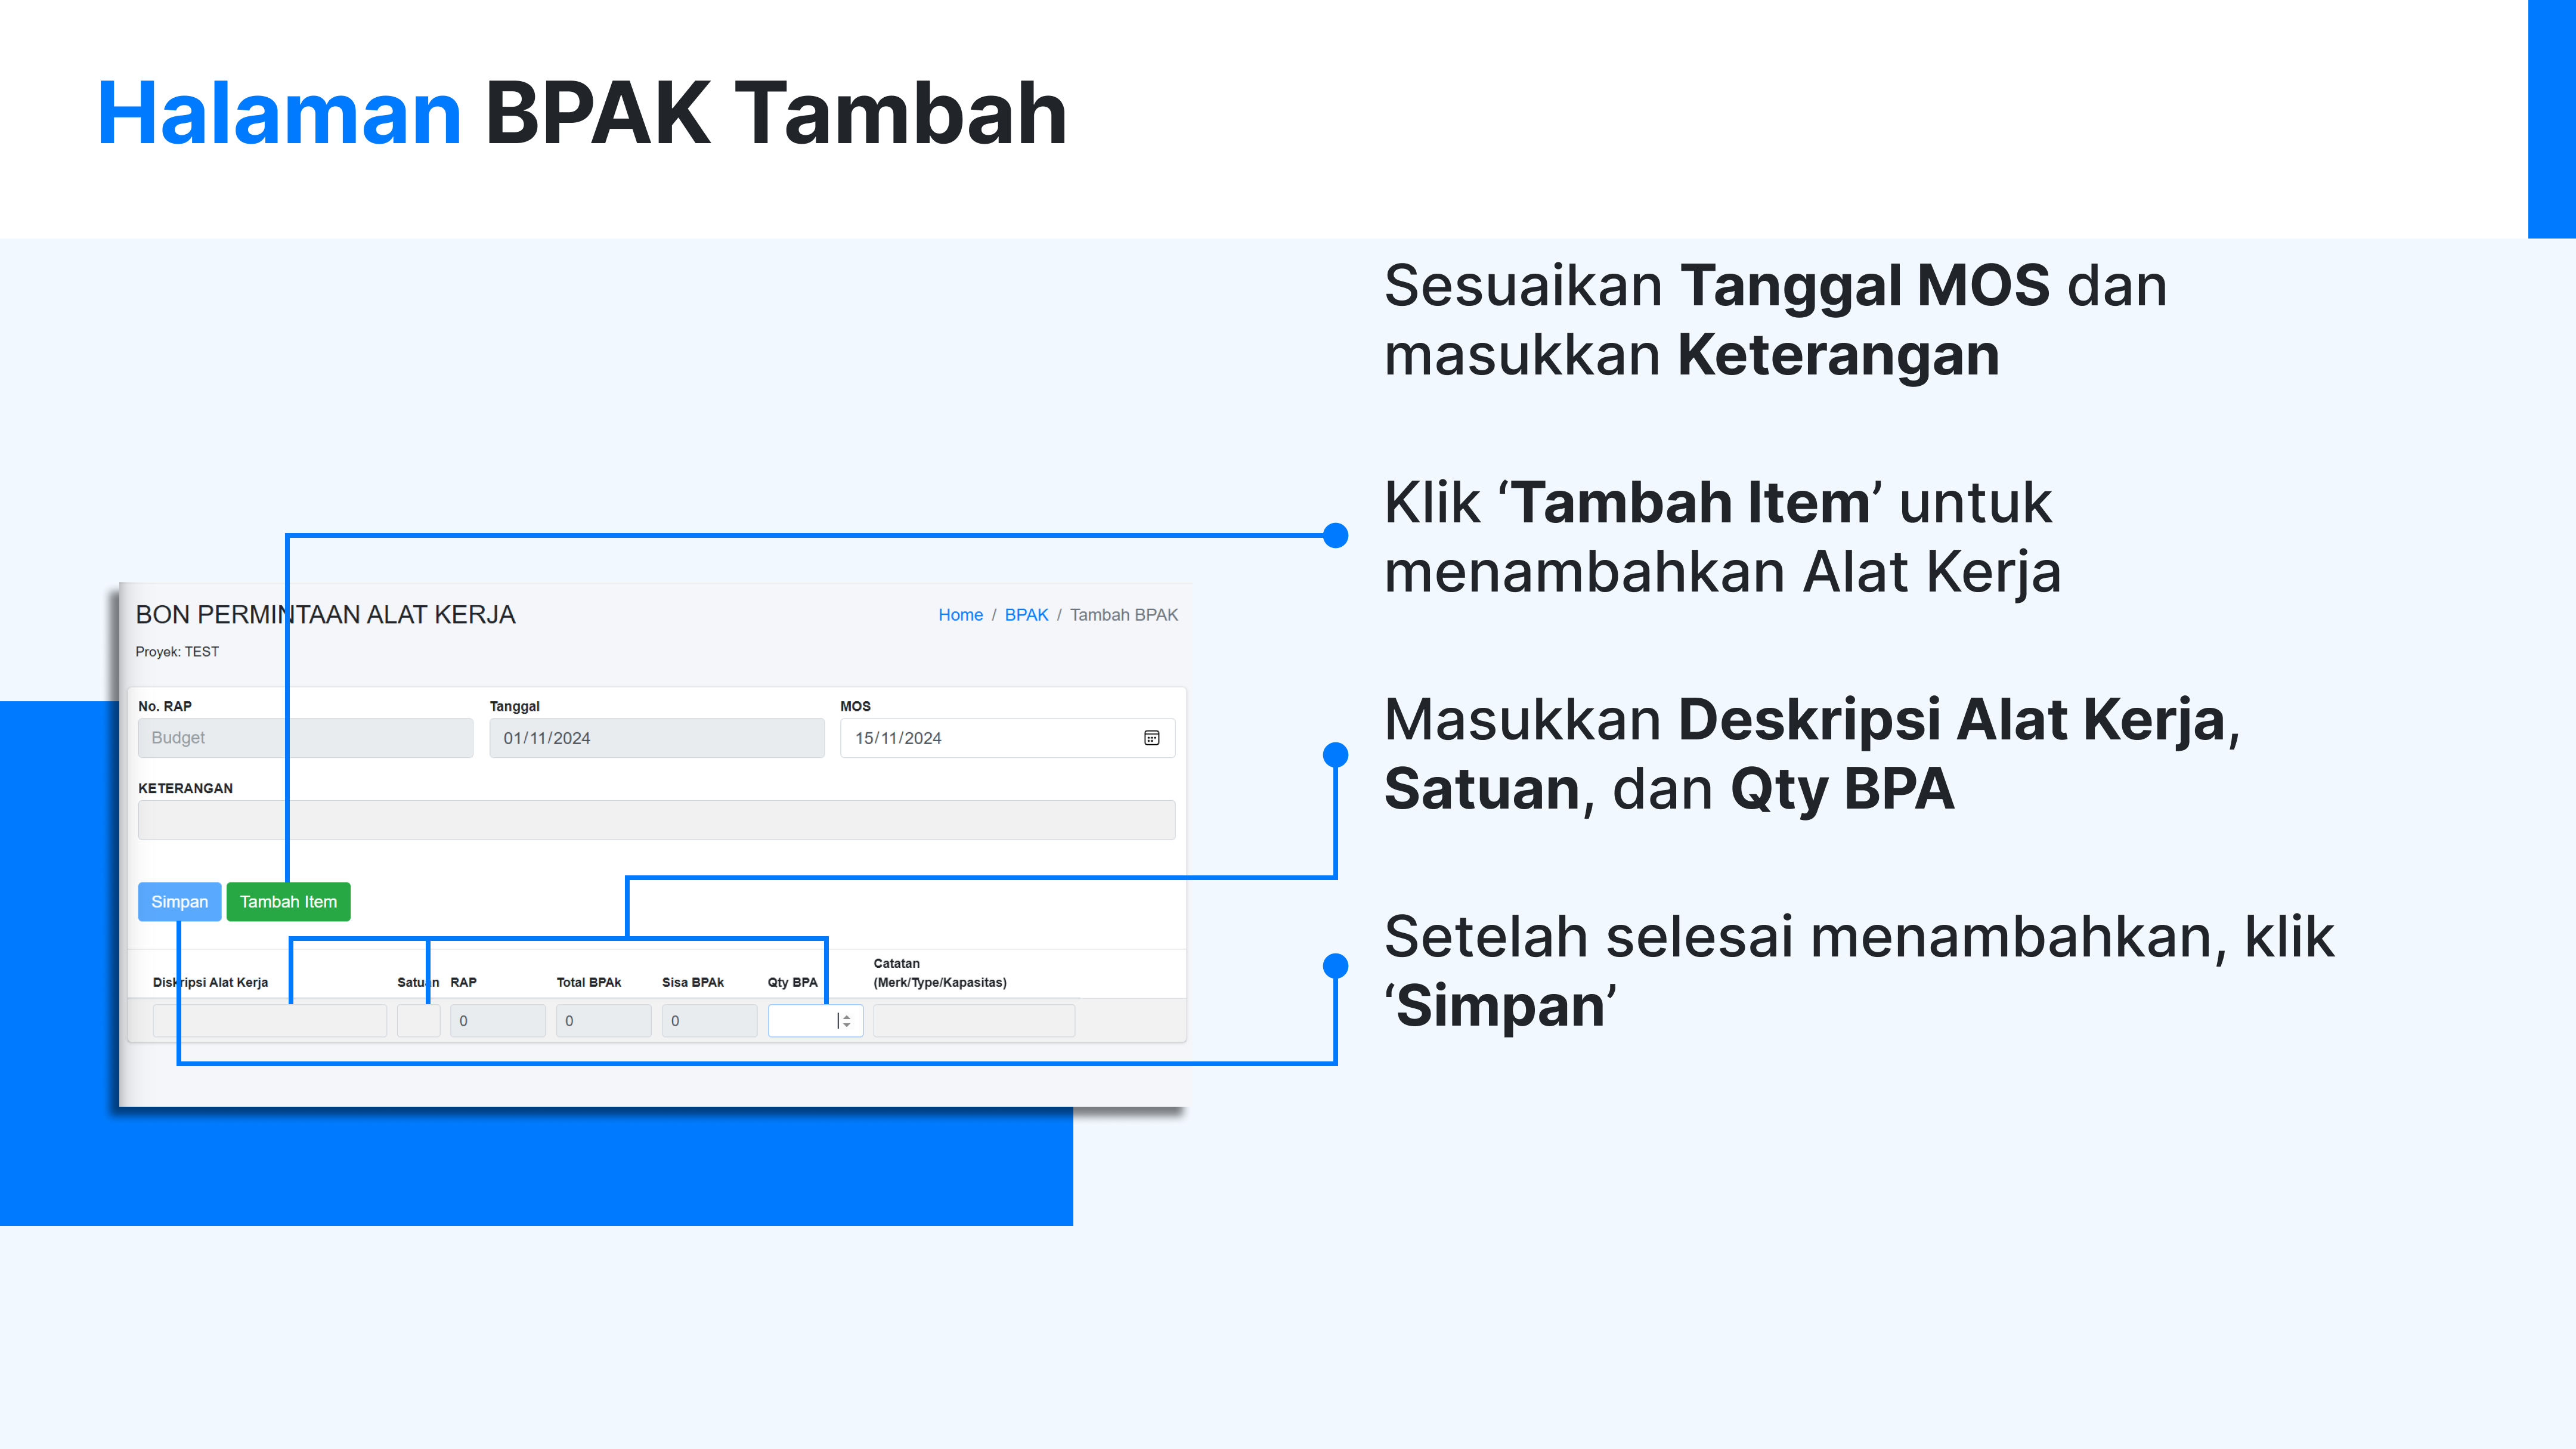 Halaman BPAK Tambah
Sesuaikan Tanggal MOS dan
masukkan Keterangan
Klik ‘Tambah Item’ untuk
menambahkan Alat Kerja
Masukkan Deskripsi Alat Kerja,
Satuan, dan Qty BPA
Setelah selesai menambahkan, klik
‘Simpan’
BON PERMINTAAN ALAT KERJA
Home / BPAK / Tambah BPAK
Proyek: TEST
No. RAP Tanggal MOS
Budget 01/11/2024 15/11/2024
KETERANGAN
Simpan Tambah Item
Diskripsi Alat Kerja Satuan RAP Total BPAk Sisa BPAk Qty BPA Catatan
(Merk/Type/Kapasitas)
0 0 0